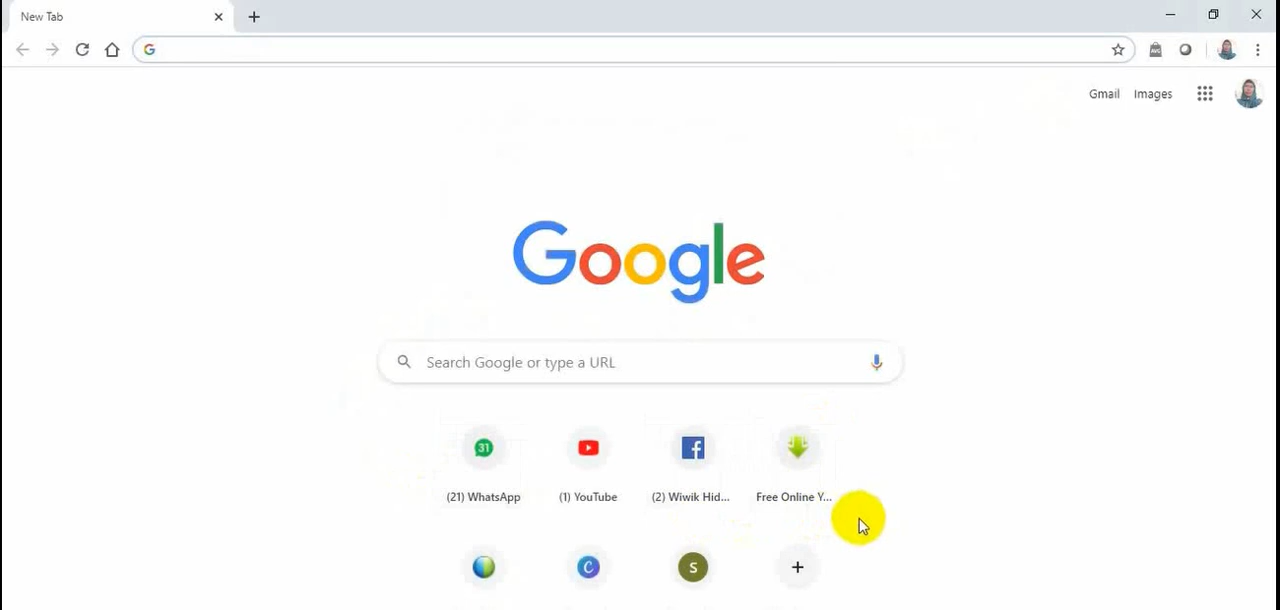 New Tab
Gmail Images
Google
Search Google or type a URL
31
(21) WhatsApp (1) YouTube (2) Wiwik Hid... Free Online Y...
C S